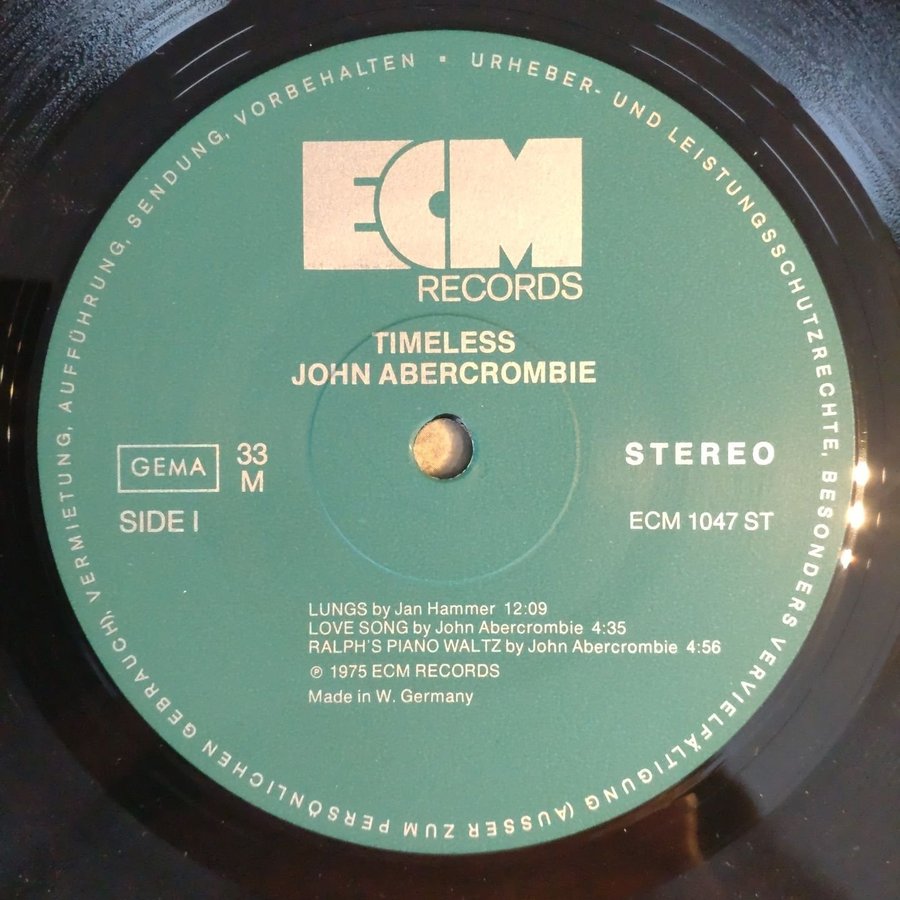 URHEBER- UND LEISTUNGSSCHUTZRECHTE, BESONDERS VERVIELFÄLTIGUNG (AUSSER ZUM PERSÖNLICHEN GEBRAUCH), VERMIETUNG, AUFFÜHRUNG, SENDUNG, VORBEHALTEN ▪
ECM
RECORDS
TIMELESS
JOHN ABERCROMBIE
GEMA
33
M
STEREO
SIDE I
ECM 1047 ST
LUNGS by Jan Hammer 12:09
LOVE SONG by John Abercrombie 4:35
RALPH'S PIANO WALTZ by John Abercrombie 4:56
℗ 1975 ECM RECORDS
Made in W. Germany